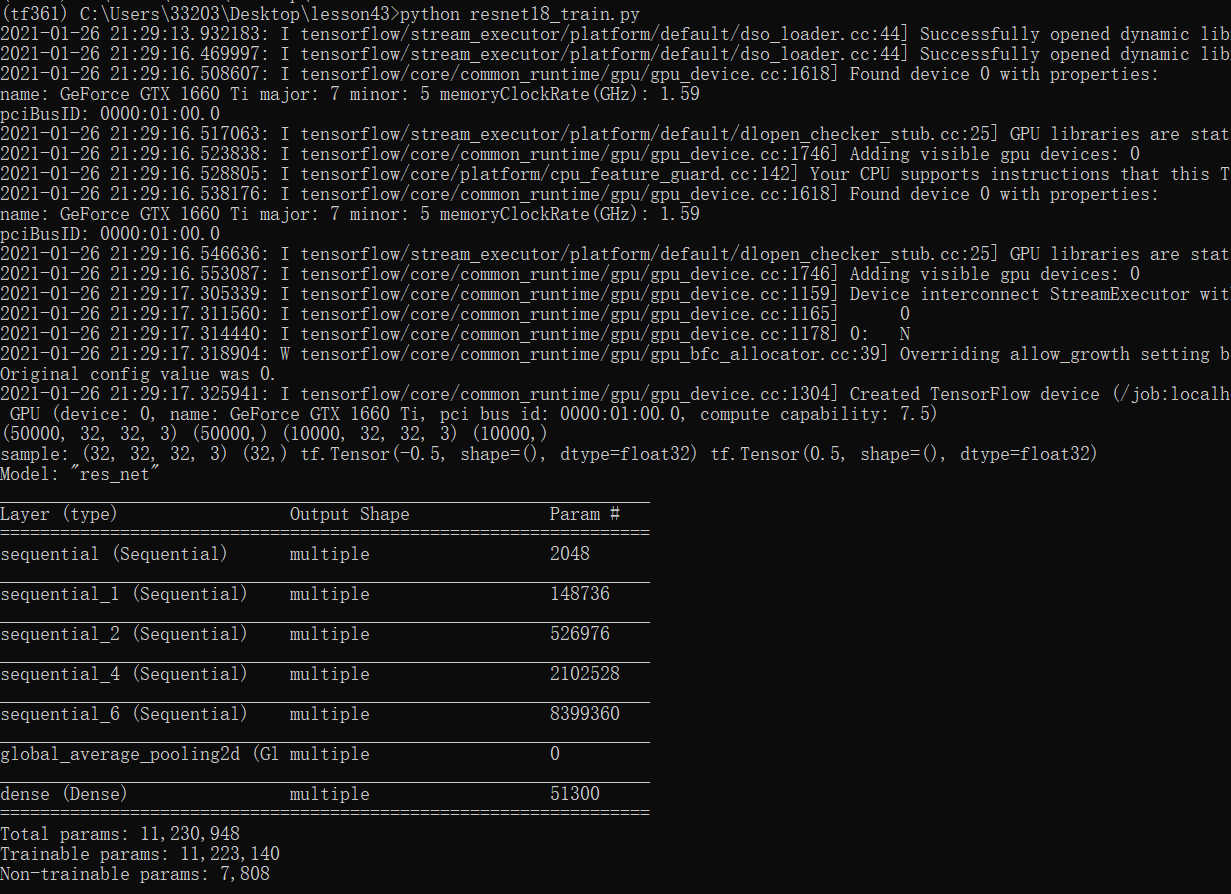 (tf361) C:\Users\33203\Desktop\lesson43>python resnet18_train.py
2021-01-26 21:29:13.932183: I tensorflow/stream_executor/platform/default/dso_loader.cc:44] Successfully opened dynamic lib
2021-01-26 21:29:16.469997: I tensorflow/stream_executor/platform/default/dso_loader.cc:44] Successfully opened dynamic lib
2021-01-26 21:29:16.508607: I tensorflow/core/common_runtime/gpu/gpu_device.cc:1618] Found device 0 with properties:
name: GeForce GTX 1660 Ti major: 7 minor: 5 memoryClockRate(GHz): 1.59
pciBusID: 0000:01:00.0
2021-01-26 21:29:16.517063: I tensorflow/stream_executor/platform/default/dlopen_checker_stub.cc:25] GPU libraries are stat
2021-01-26 21:29:16.523838: I tensorflow/core/common_runtime/gpu/gpu_device.cc:1746] Adding visible gpu devices: 0
2021-01-26 21:29:16.528805: I tensorflow/core/platform/cpu_feature_guard.cc:142] Your CPU supports instructions that this T
2021-01-26 21:29:16.538176: I tensorflow/core/common_runtime/gpu/gpu_device.cc:1618] Found device 0 with properties:
name: GeForce GTX 1660 Ti major: 7 minor: 5 memoryClockRate(GHz): 1.59
pciBusID: 0000:01:00.0
2021-01-26 21:29:16.546636: I tensorflow/stream_executor/platform/default/dlopen_checker_stub.cc:25] GPU libraries are stat
2021-01-26 21:29:16.553087: I tensorflow/core/common_runtime/gpu/gpu_device.cc:1746] Adding visible gpu devices: 0
2021-01-26 21:29:17.305339: I tensorflow/core/common_runtime/gpu/gpu_device.cc:1159] Device interconnect StreamExecutor wit
2021-01-26 21:29:17.311560: I tensorflow/core/common_runtime/gpu/gpu_device.cc:1165]      0
2021-01-26 21:29:17.314440: I tensorflow/core/common_runtime/gpu/gpu_device.cc:1178] 0:   N
2021-01-26 21:29:17.318904: W tensorflow/core/common_runtime/gpu/gpu_bfc_allocator.cc:39] Overriding allow_growth setting b
Original config value was 0.
2021-01-26 21:29:17.325941: I tensorflow/core/common_runtime/gpu/gpu_device.cc:1304] Created TensorFlow device (/job:localh
GPU (device: 0, name: GeForce GTX 1660 Ti, pci bus id: 0000:01:00.0, compute capability: 7.5)
(50000, 32, 32, 3) (50000,) (10000, 32, 32, 3) (10000,)
sample: (32, 32, 32, 3) (32,) tf.Tensor(-0.5, shape=(), dtype=float32) tf.Tensor(0.5, shape=(), dtype=float32)
Model: "res_net"
Layer (type)                 Output Shape              Param #
sequential (Sequential)      multiple                  2048
sequential_1 (Sequential)    multiple                  148736
sequential_2 (Sequential)    multiple                  526976
sequential_4 (Sequential)    multiple                  2102528
sequential_6 (Sequential)    multiple                  8399360
global_average_pooling2d (Gl multiple                  0
dense (Dense)                multiple                  51300
Total params: 11,230,948
Trainable params: 11,223,140
Non-trainable params: 7,808